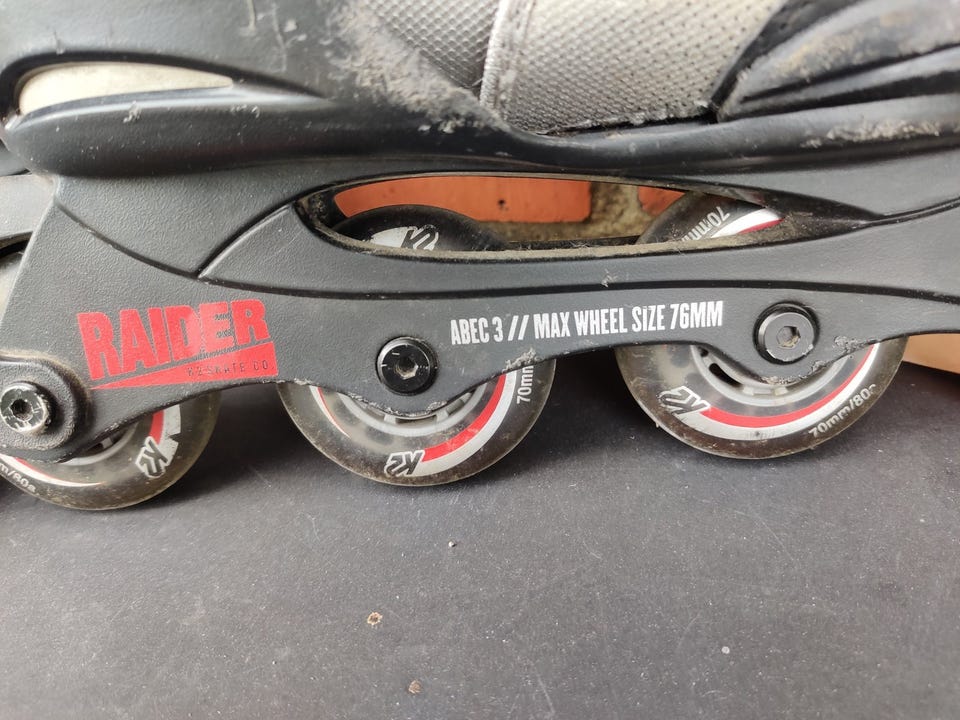 K2
70mm
RAIDER
K2 SKATE CO.
ABEC 3 // MAX WHEEL SIZE 76MM
K2
m/80a
K2
70mm
K2
70mm/80a